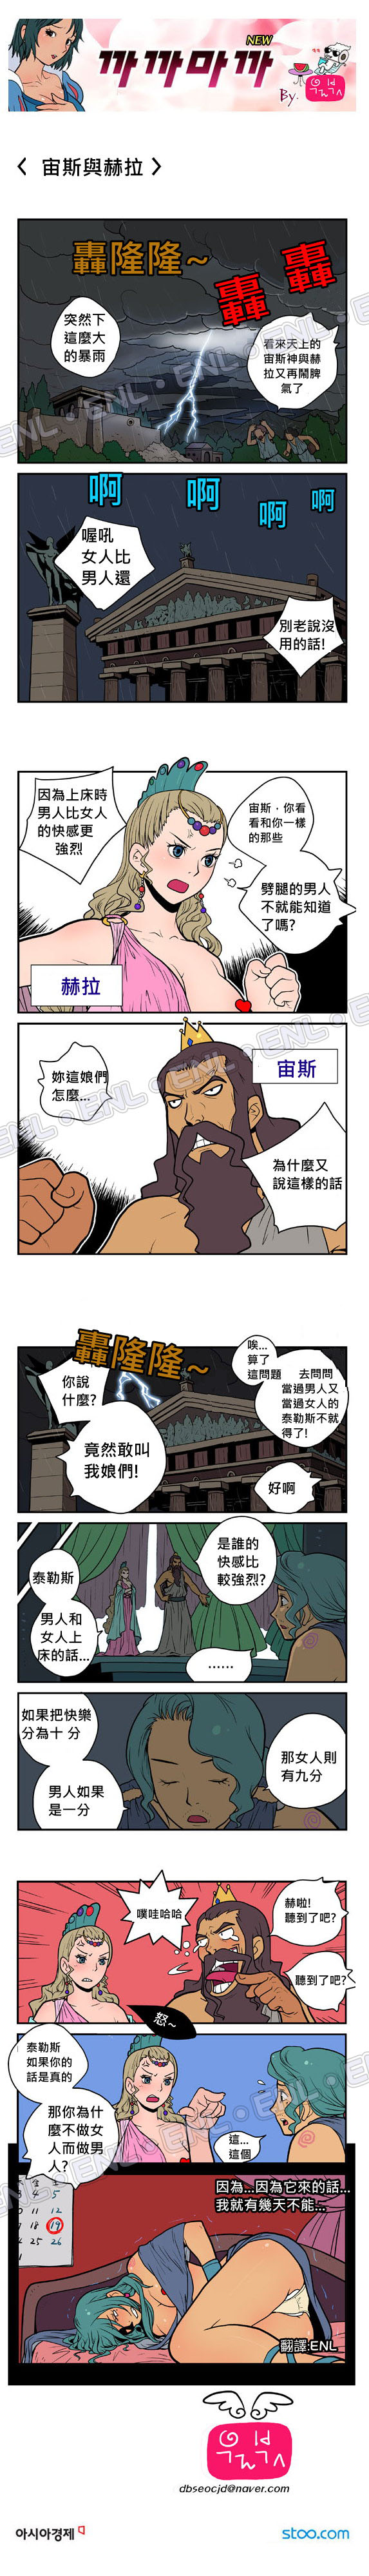 NEW
까까마까
By.
〈 宙斯與赫拉 〉
轟隆隆~
轟
轟
突然下
這麼大
的暴雨
看來天上的
宙斯神與赫
拉又再鬧脾
氣了
啊
啊
啊
啊
喔吼
女人比
男人還
別老說沒
用的話!
因為上床時
男人比女人
的快感更
強烈
宙斯，你看
看和你一樣
的那些
劈腿的男人
不就能知道
了嗎?
赫拉
妳這娘們
怎麼...
宙斯
為什麼又
說這樣的話
轟隆隆~
你說
什麼?
竟然敢叫
我娘們!
唉...
算了
這問題
去問問
當過男人又
當過女人的
泰勒斯不就
得了!
好啊
泰勒斯
男人和
女人上
床的話...
是誰的
快感比
較強烈?
......
如果把快樂
分為十 分
男人如果
是一分
那女人則
有九分
噗哇哈哈
赫啦!
聽到了吧?
聽到了吧?
怒~
泰勒斯
如果你的
話是真的
那你為什
麼不做女
人而做男
人?
這...
這個
4 5
11 12
18 19
25 26
因為...因為它來的話...
我就有幾天不能...
翻譯:ENL
dbseocjd@naver.com
아시아경제
stoo.com
ENL